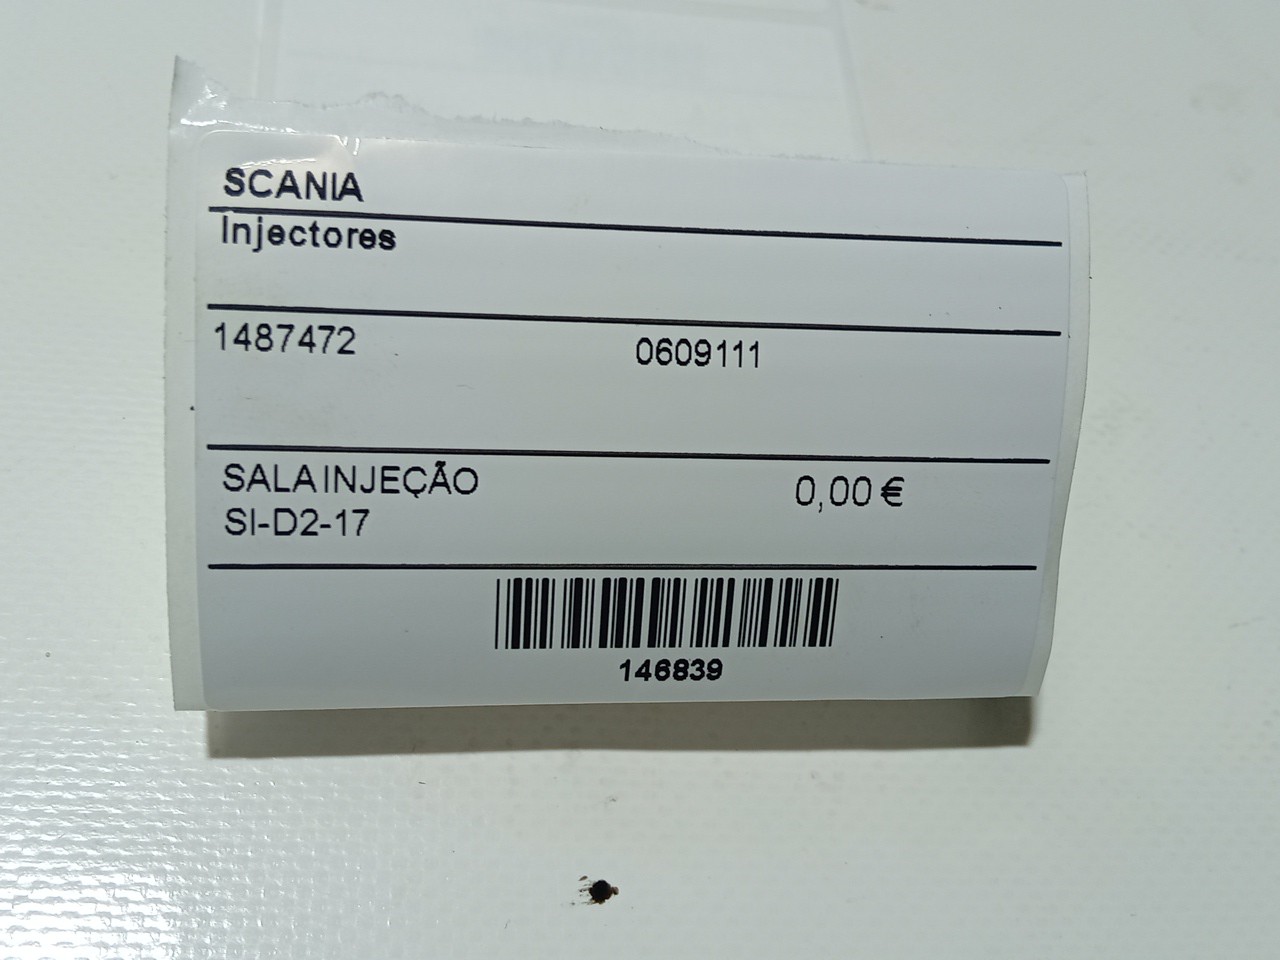 SCANIA
Injectores
1487472 0609111
SALA INJEÇÃO 0,00 €
SI-D2-17
146839